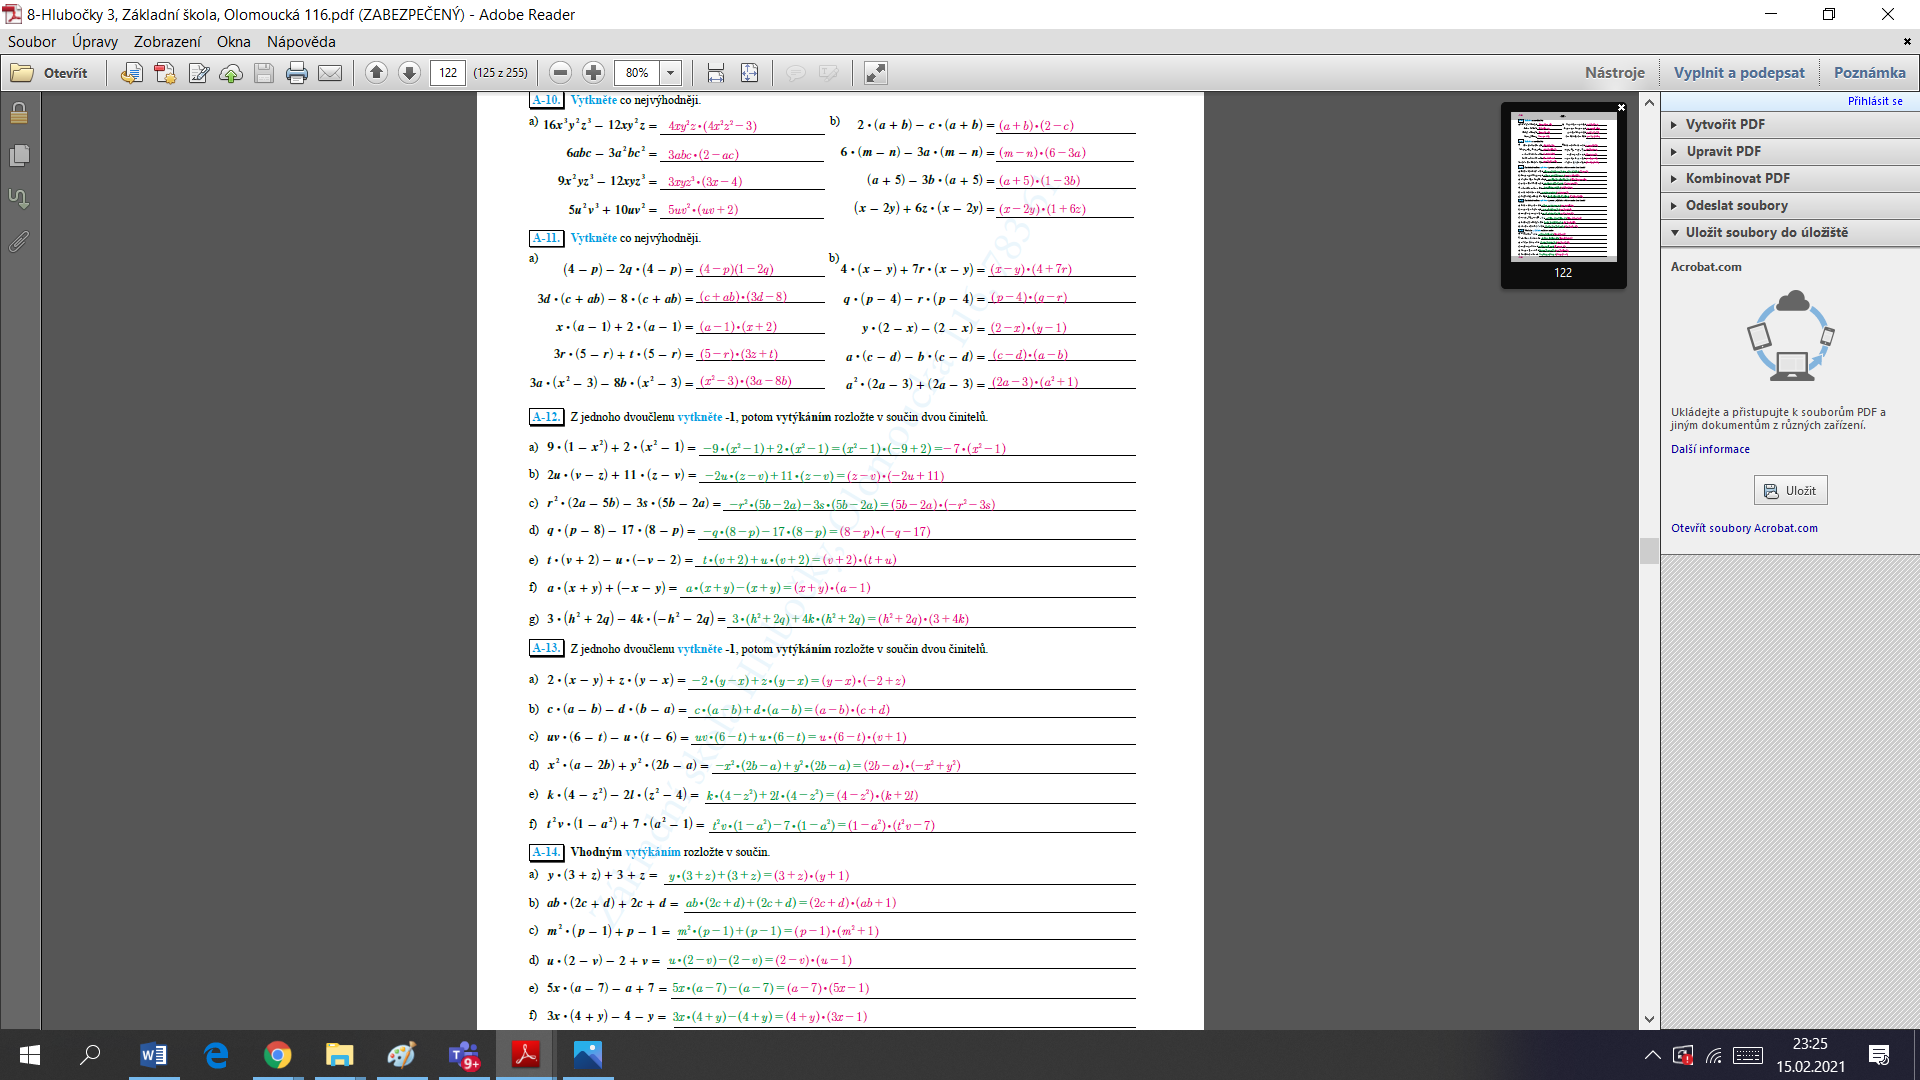 8-Hlubočky 3, Základní škola, Olomoucká 116.pdf (ZABEZPEČENÝ) - Adobe Reader
Soubor Úpravy Zobrazení Okna Nápověda
Otevřít 122 (125 z 255) 80% Nástroje Vyplnit a podepsat Poznámka
A-10. Vytkněte co nejvýhodněji.
a) 16x³y²z³ − 12xy²z = 4xy²z•(4x²z²−3)
6abc − 3a²bc² = 3abc•(2−ac)
9x²yz³ − 12xyz³ = 3xyz³•(3x−4)
5u²v³ + 10uv² = 5uv²•(uv+2)
b) 2•(a + b) − c•(a + b) = (a+b)•(2−c)
6•(m − n) − 3a•(m − n) = (m−n)•(6−3a)
(a + 5) − 3b•(a + 5) = (a+5)•(1−3b)
(x − 2y) + 6z•(x − 2y) = (x−2y)•(1+6z)
A-11. Vytkněte co nejvýhodněji.
a) (4 − p) − 2q•(4 − p) = (4−p)(1−2q)
3d•(c + ab) − 8•(c + ab) = (c+ab)•(3d−8)
x•(a − 1) + 2•(a − 1) = (a−1)•(x+2)
3r•(5 − r) + t•(5 − r) = (5−r)•(3z+t)
3a•(x² − 3) − 8b•(x² − 3) = (x²−3)•(3a−8b)
b) 4•(x − y) + 7r•(x − y) = (x−y)•(4+7r)
q•(p − 4) − r•(p − 4) = (p−4)•(q−r)
y•(2 − x) − (2 − x) = (2−x)•(y−1)
a•(c − d) − b•(c − d) = (c−d)•(a−b)
a²•(2a − 3) + (2a − 3) = (2a−3)•(a²+1)
A-12. Z jednoho dvoučlenu vytkněte -1, potom vytýkáním rozložte v součin dvou činitelů.
a) 9•(1 − x²) + 2•(x² − 1) = −9•(x²−1)+2•(x²−1)=(x²−1)•(−9+2)=−7•(x²−1)
b) 2u•(v − z) + 11•(z − v) = −2u•(z−v)+11•(z−v)=(z−v)•(−2u+11)
c) r²•(2a − 5b) − 3s•(5b − 2a) = −r²•(5b−2a)−3s•(5b−2a)=(5b−2a)•(−r²−3s)
d) q•(p − 8) − 17•(8 − p) = −q•(8−p)−17•(8−p)=(8−p)•(−q−17)
e) t•(v + 2) − u•(−v − 2) = t•(v+2)+u•(v+2)=(v+2)•(t+u)
f) a•(x + y) + (−x − y) = a•(x+y)−(x+y)=(x+y)•(a−1)
g) 3•(h² + 2q) − 4k•(−h² − 2q) = 3•(h²+2q)+4k•(h²+2q)=(h²+2q)•(3+4k)
A-13. Z jednoho dvoučlenu vytkněte -1, potom vytýkáním rozložte v součin dvou činitelů.
a) 2•(x − y) + z•(y − x) = −2•(y−x)+z•(y−x)=(y−x)•(−2+z)
b) c•(a − b) − d•(b − a) = c•(a−b)+d•(a−b)=(a−b)•(c+d)
c) uv•(6 − t) − u•(t − 6) = uv•(6−t)+u•(6−t)=u•(6−t)•(v+1)
d) x²•(a − 2b) + y²•(2b − a) = −x²•(2b−a)+y²•(2b−a)=(2b−a)•(−x²+y²)
e) k•(4 − z²) − 2l•(z² − 4) = k•(4−z²)+2l•(4−z²)=(4−z²)•(k+2l)
f) t²v•(1 − a²) + 7•(a² − 1) = t²v•(1−a²)−7•(1−a²)=(1−a²)•(t²v−7)
A-14. Vhodným vytýkáním rozložte v součin.
a) y•(3 + z) + 3 + z = y•(3+z)+(3+z)=(3+z)•(y+1)
b) ab•(2c + d) + 2c + d = ab•(2c+d)+(2c+d)=(2c+d)•(ab+1)
c) m²•(p − 1) + p − 1 = m²•(p−1)+(p−1)=(p−1)•(m²+1)
d) u•(2 − v) − 2 + v = u•(2−v)−(2−v)=(2−v)•(u−1)
e) 5x•(a − 7) − a + 7 = 5x•(a−7)−(a−7)=(a−7)•(5x−1)
f) 3x•(4 + y) − 4 − y = 3x•(4+y)−(4+y)=(4+y)•(3x−1)
122
Přihlásit se
Vytvořit PDF
Upravit PDF
Kombinovat PDF
Odeslat soubory
Uložit soubory do úložiště
Acrobat.com
Ukládejte a přistupujte k souborům PDF a
jiným dokumentům z různých zařízení.
Další informace
Uložit
Otevřít soubory Acrobat.com
9+
23:25
15.02.2021